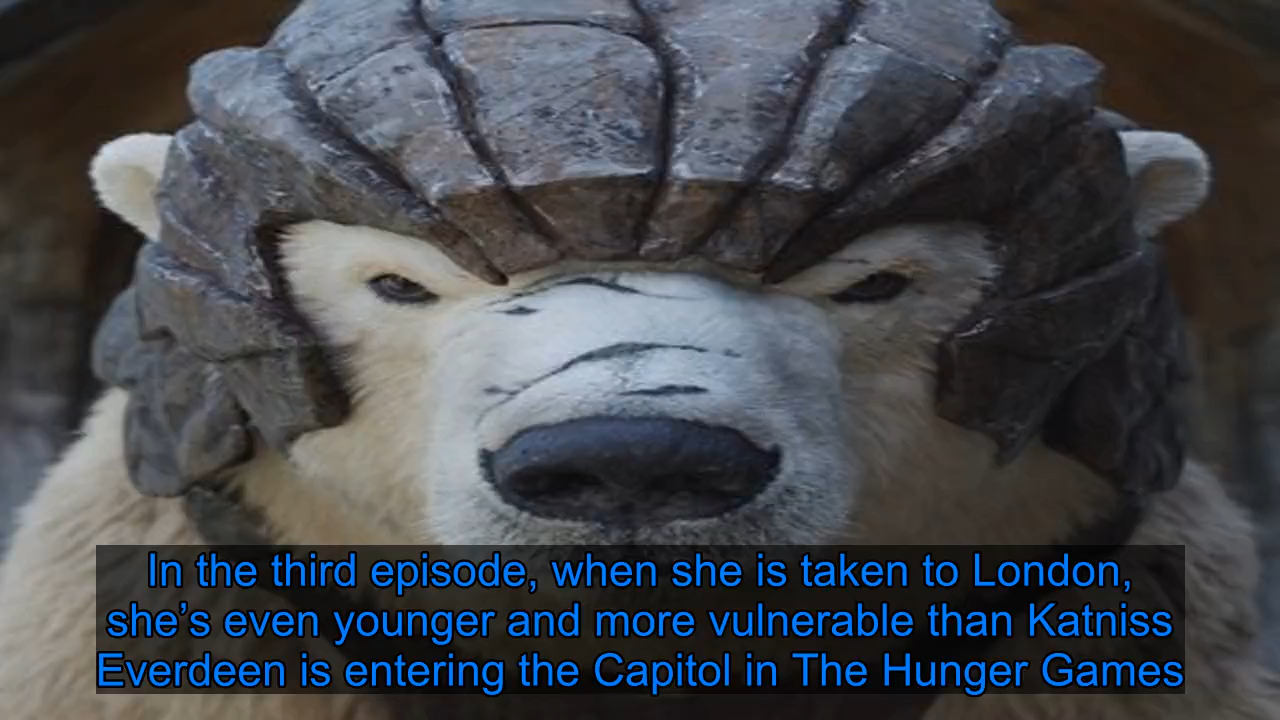 In the third episode, when she is taken to London,
she’s even younger and more vulnerable than Katniss
Everdeen is entering the Capitol in The Hunger Games